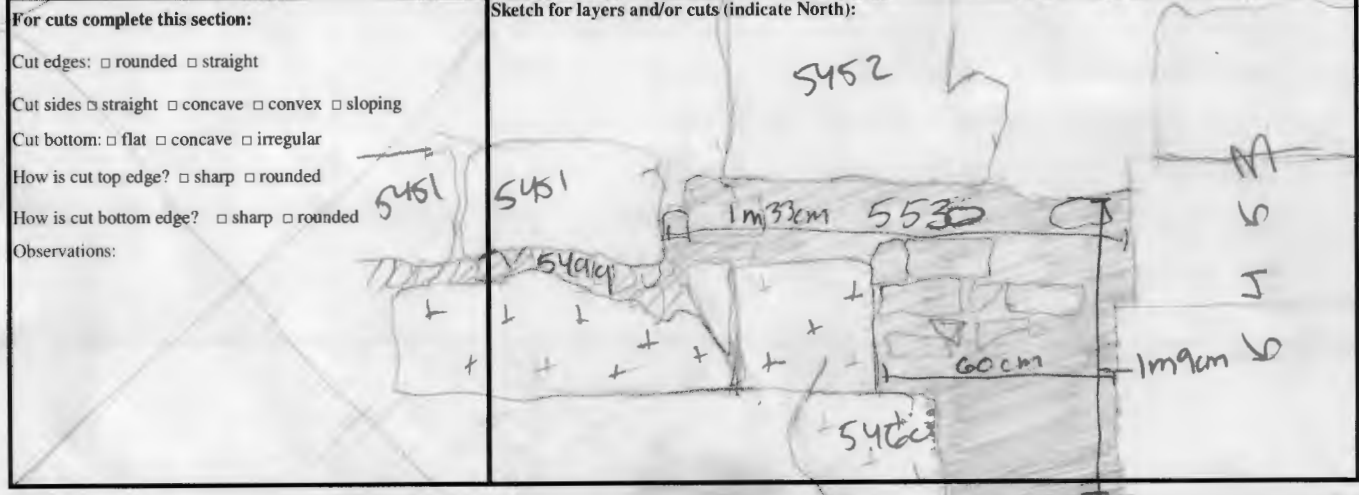 For cuts complete this section:
Cut edges: □ rounded □ straight
Cut sides □ straight □ concave □ convex □ sloping
Cut bottom: □ flat □ concave □ irregular
How is cut top edge? □ sharp □ rounded
How is cut bottom edge? □ sharp □ rounded
Observations:
Sketch for layers and/or cuts (indicate North):
5452
5451
5451
1m33cm 5530
5499
60cm
1m9cm